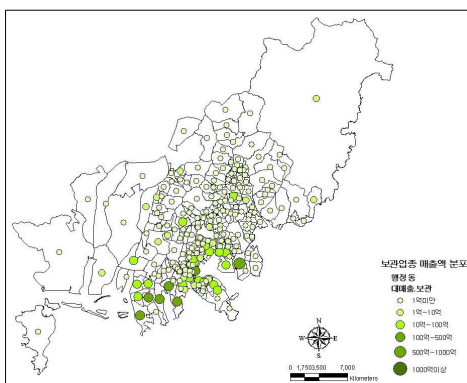 보관업종 매출액 분포
행정동
대매출.보관
1억미만
1억-10억
10억-100억
100억-500억
500억-1000억
1000억이상
N
W E
S
0 1,7503,500 7,000
Kilometers